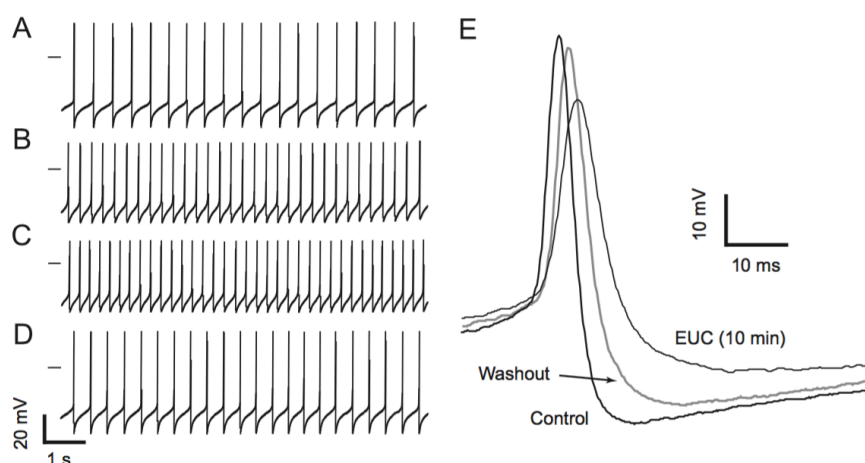 A
B
C
D
20 mV
1 s
E
10 mV
10 ms
EUC (10 min)
Washout
Control